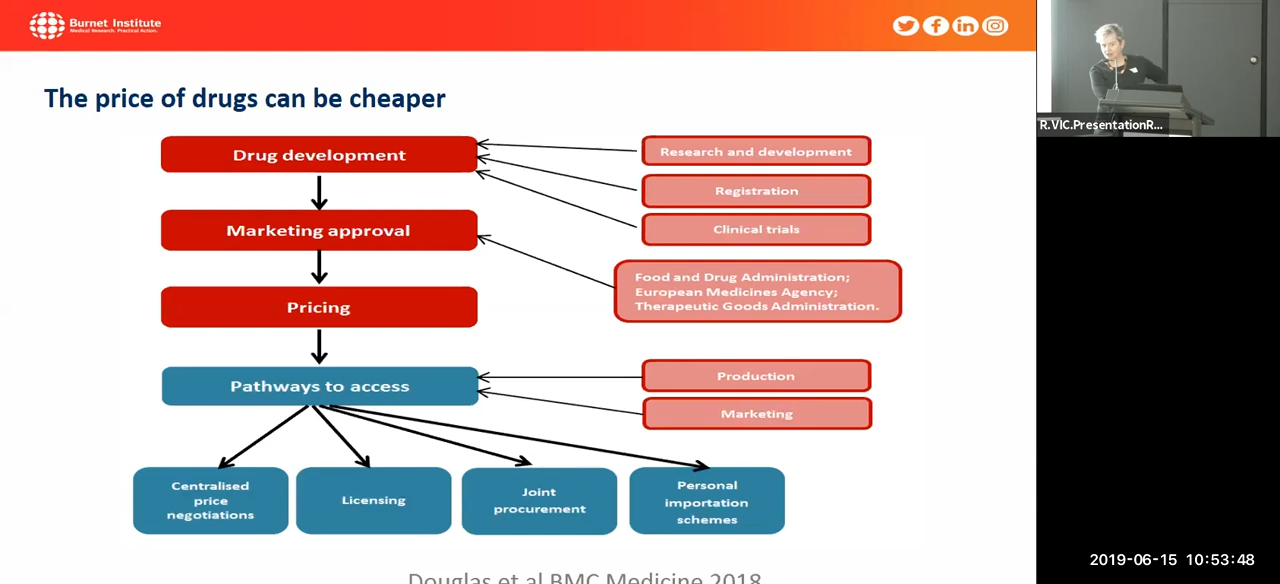 Burnet Institute
Medical Research. Practical Action.
R.VIC.PresentationR...
The price of drugs can be cheaper
Drug development
Research and development
Registration
Marketing approval
Clinical trials
Food and Drug Administration;
European Medicines Agency;
Therapeutic Goods Administration.
Pricing
Pathways to access
Production
Marketing
Centralised
price
negotiations
Licensing
Joint
procurement
Personal
importation
schemes
Douglas et al BMC Medicine 2018
2019-06-15 10:53:48